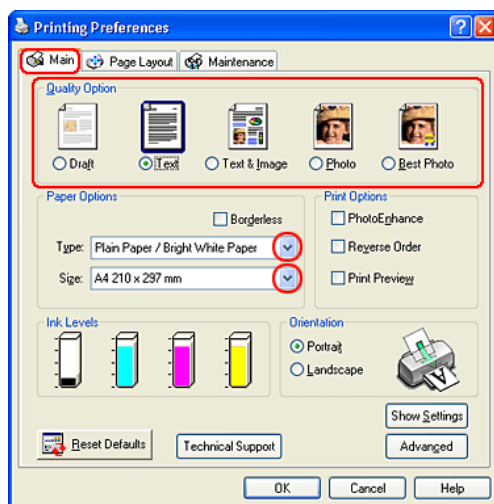 Printing Preferences
Main Page Layout Maintenance
Quality Option
Draft Text Text & Image Photo Best Photo
Paper Options
Borderless
Type: Plain Paper / Bright White Paper
Size: A4 210 x 297 mm
Print Options
PhotoEnhance
Reverse Order
Print Preview
Ink Levels
Orientation
Portrait
Landscape
A
Show Settings
Reset Defaults Technical Support Advanced
OK Cancel Help